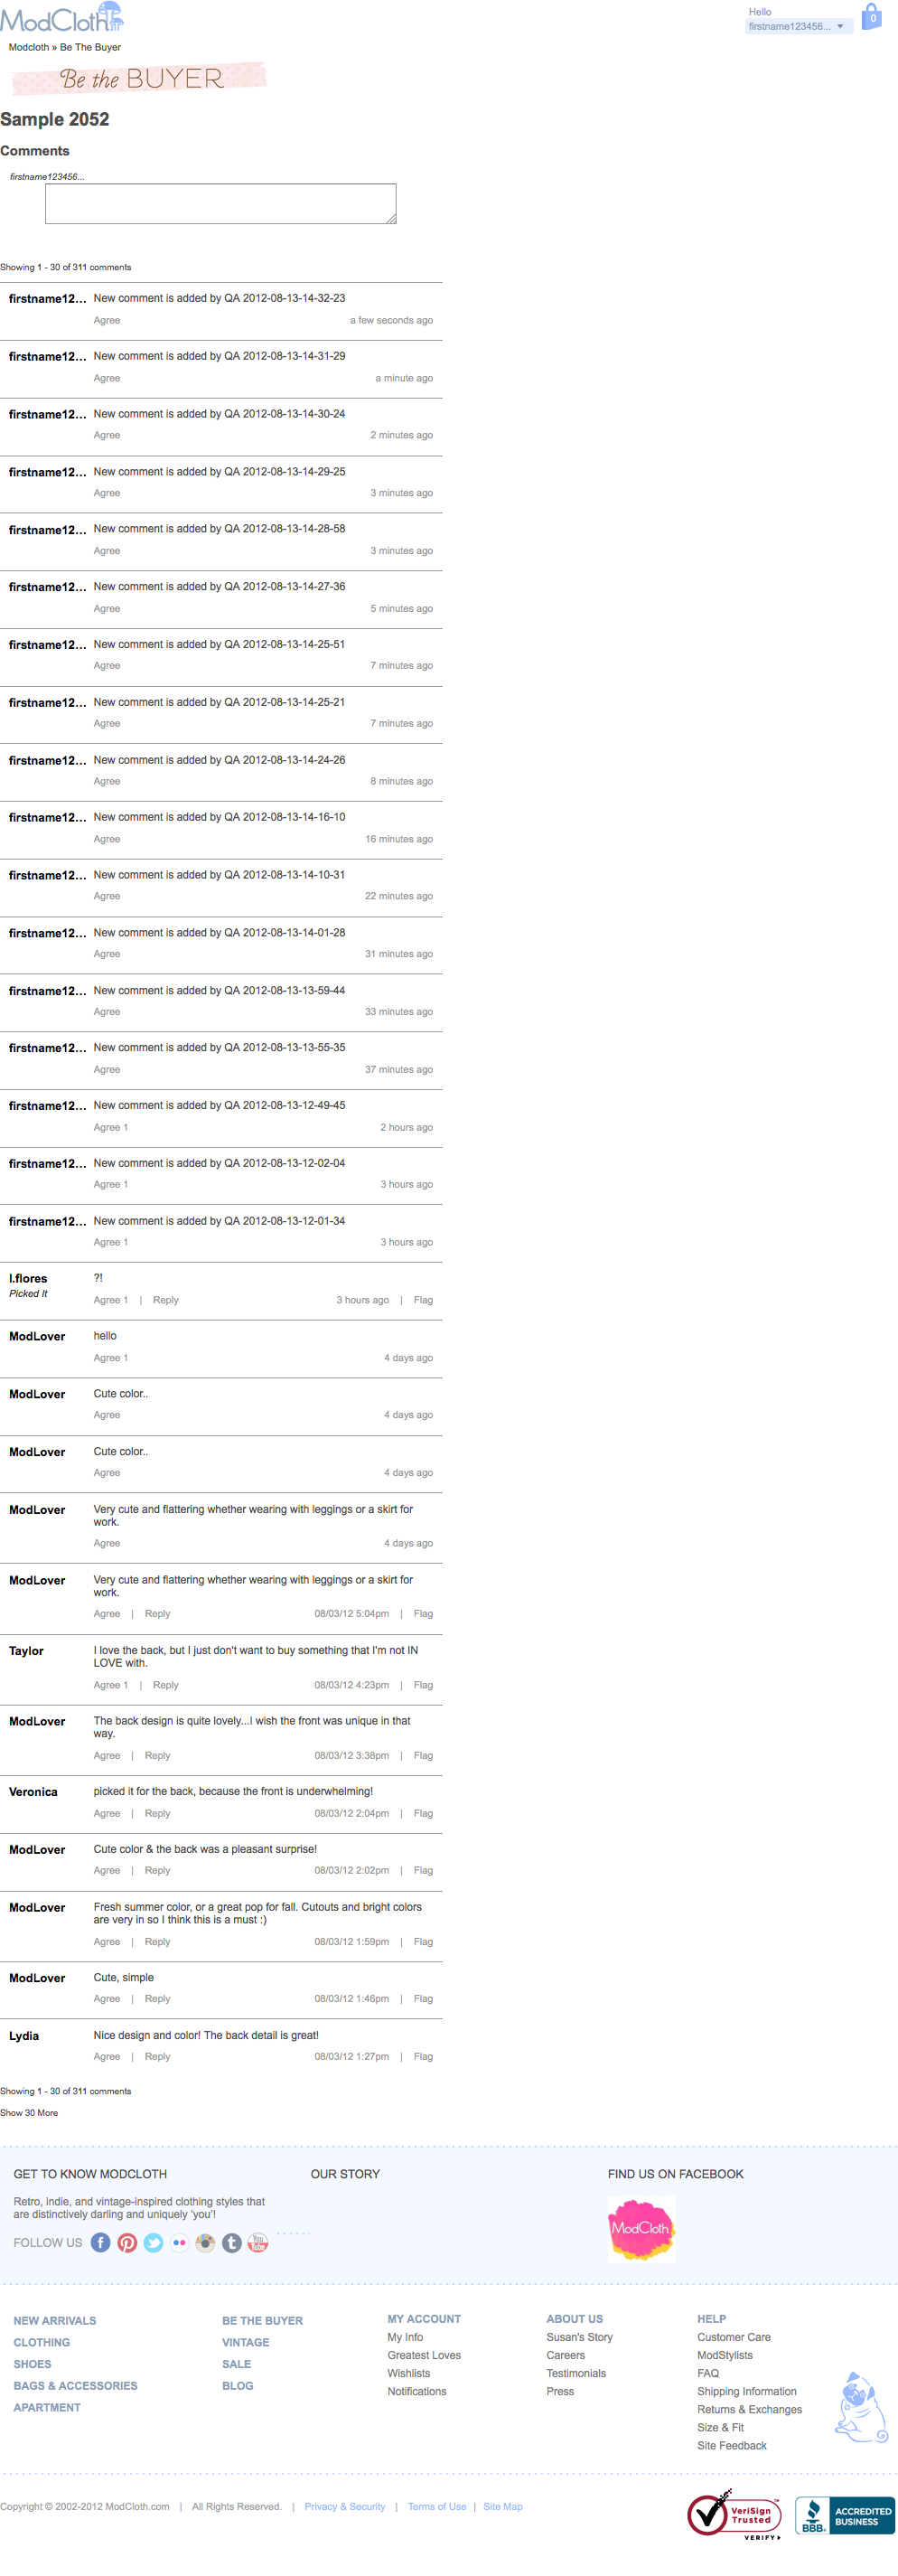 ModCloth
Hello
firstname123456...
0
Modcloth » Be The Buyer
Be the BUYER
Sample 2052
Comments
firstname123456...
Showing 1 - 30 of 311 comments
firstname12... New comment is added by QA 2012-08-13-14-32-23
Agree a few seconds ago
firstname12... New comment is added by QA 2012-08-13-14-31-29
Agree a minute ago
firstname12... New comment is added by QA 2012-08-13-14-30-24
Agree 2 minutes ago
firstname12... New comment is added by QA 2012-08-13-14-29-25
Agree 3 minutes ago
firstname12... New comment is added by QA 2012-08-13-14-28-58
Agree 3 minutes ago
firstname12... New comment is added by QA 2012-08-13-14-27-36
Agree 5 minutes ago
firstname12... New comment is added by QA 2012-08-13-14-25-51
Agree 7 minutes ago
firstname12... New comment is added by QA 2012-08-13-14-25-21
Agree 7 minutes ago
firstname12... New comment is added by QA 2012-08-13-14-24-26
Agree 8 minutes ago
firstname12... New comment is added by QA 2012-08-13-14-16-10
Agree 16 minutes ago
firstname12... New comment is added by QA 2012-08-13-14-10-31
Agree 22 minutes ago
firstname12... New comment is added by QA 2012-08-13-14-01-28
Agree 31 minutes ago
firstname12... New comment is added by QA 2012-08-13-13-59-44
Agree 33 minutes ago
firstname12... New comment is added by QA 2012-08-13-13-55-35
Agree 37 minutes ago
firstname12... New comment is added by QA 2012-08-13-12-49-45
Agree 1 2 hours ago
firstname12... New comment is added by QA 2012-08-13-12-02-04
Agree 1 3 hours ago
firstname12... New comment is added by QA 2012-08-13-12-01-34
Agree 1 3 hours ago
l.flores ?!
Picked It
Agree 1 | Reply 3 hours ago | Flag
ModLover hello
Agree 1 4 days ago
ModLover Cute color..
Agree 4 days ago
ModLover Cute color..
Agree 4 days ago
ModLover Very cute and flattering whether wearing with leggings or a skirt for
work.
Agree 4 days ago
ModLover Very cute and flattering whether wearing with leggings or a skirt for
work.
Agree | Reply 08/03/12 5:04pm | Flag
Taylor I love the back, but I just don't want to buy something that I'm not IN
LOVE with.
Agree 1 | Reply 08/03/12 4:23pm | Flag
ModLover The back design is quite lovely...I wish the front was unique in that
way.
Agree | Reply 08/03/12 3:38pm | Flag
Veronica picked it for the back, because the front is underwhelming!
Agree | Reply 08/03/12 2:04pm | Flag
ModLover Cute color & the back was a pleasant surprise!
Agree | Reply 08/03/12 2:02pm | Flag
ModLover Fresh summer color, or a great pop for fall. Cutouts and bright colors
are very in so I think this is a must :)
Agree | Reply 08/03/12 1:59pm | Flag
ModLover Cute, simple
Agree | Reply 08/03/12 1:46pm | Flag
Lydia Nice design and color! The back detail is great!
Agree | Reply 08/03/12 1:27pm | Flag
Showing 1 - 30 of 311 comments
Show 30 More
GET TO KNOW MODCLOTH
Retro, indie, and vintage-inspired clothing styles that
are distinctively darling and uniquely 'you'!
FOLLOW US
You Tube
OUR STORY
FIND US ON FACEBOOK
ModCloth
NEW ARRIVALS
CLOTHING
SHOES
BAGS & ACCESSORIES
APARTMENT
BE THE BUYER
VINTAGE
SALE
BLOG
MY ACCOUNT
My Info
Greatest Loves
Wishlists
Notifications
ABOUT US
Susan's Story
Careers
Testimonials
Press
HELP
Customer Care
ModStylists
FAQ
Shipping Information
Returns & Exchanges
Size & Fit
Site Feedback
Copyright © 2002-2012 ModCloth.com | All Rights Reserved. | Privacy & Security | Terms of Use | Site Map
VeriSign
Trusted
VERIFY
BBB.
ACCREDITED
BUSINESS